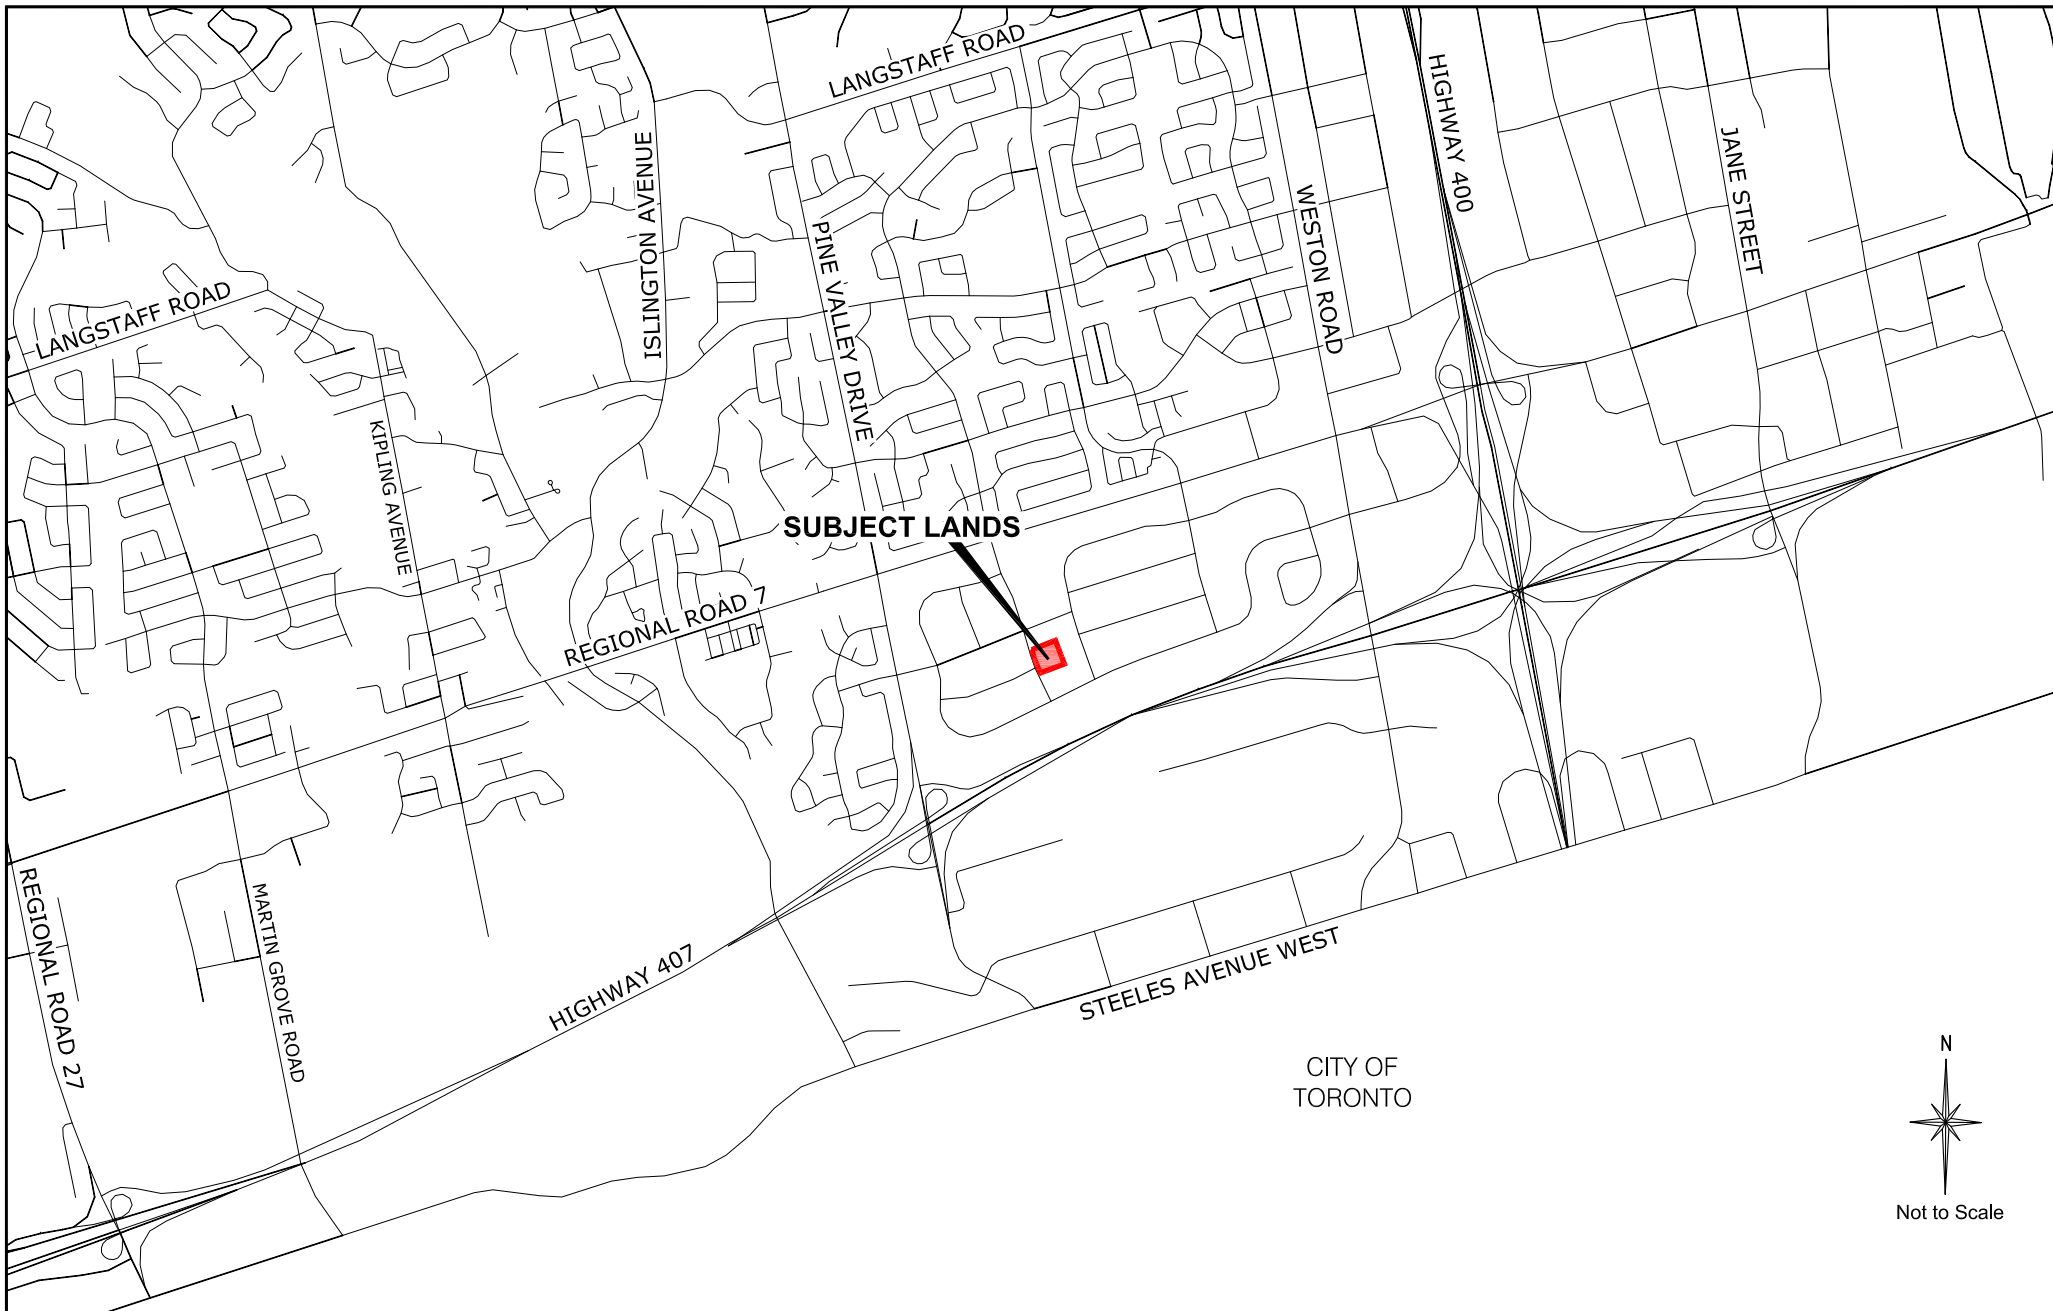 LANGSTAFF ROAD
HIGHWAY 400
JANE STREET
ISLINGTON AVENUE
WESTON ROAD
PINE VALLEY DRIVE
LANGSTAFF ROAD
KIPLING AVENUE
SUBJECT LANDS
REGIONAL ROAD 7
REGIONAL ROAD 27
MARTIN GROVE ROAD
HIGHWAY 407
STEELES AVENUE WEST
CITY OF
TORONTO
N
Not to Scale